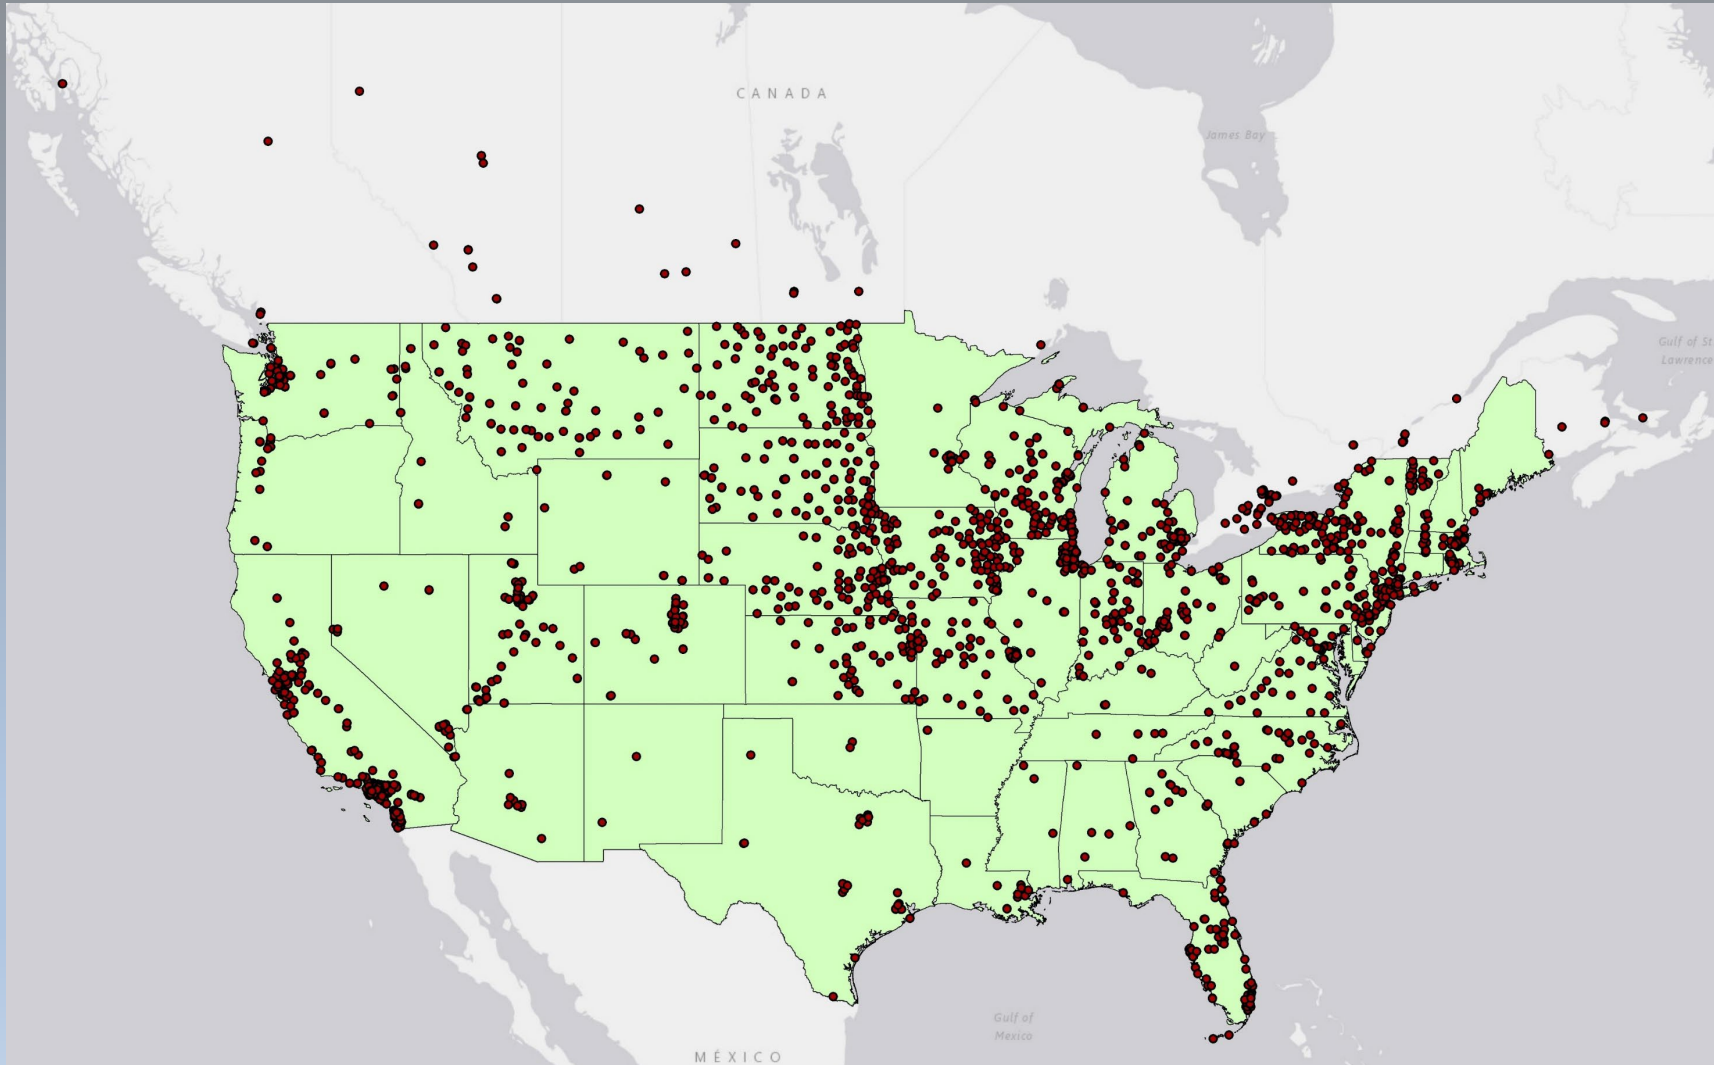 CANADA
James Bay
Gulf of St
Lawrence
Gulf of
Mexico
MÉXICO